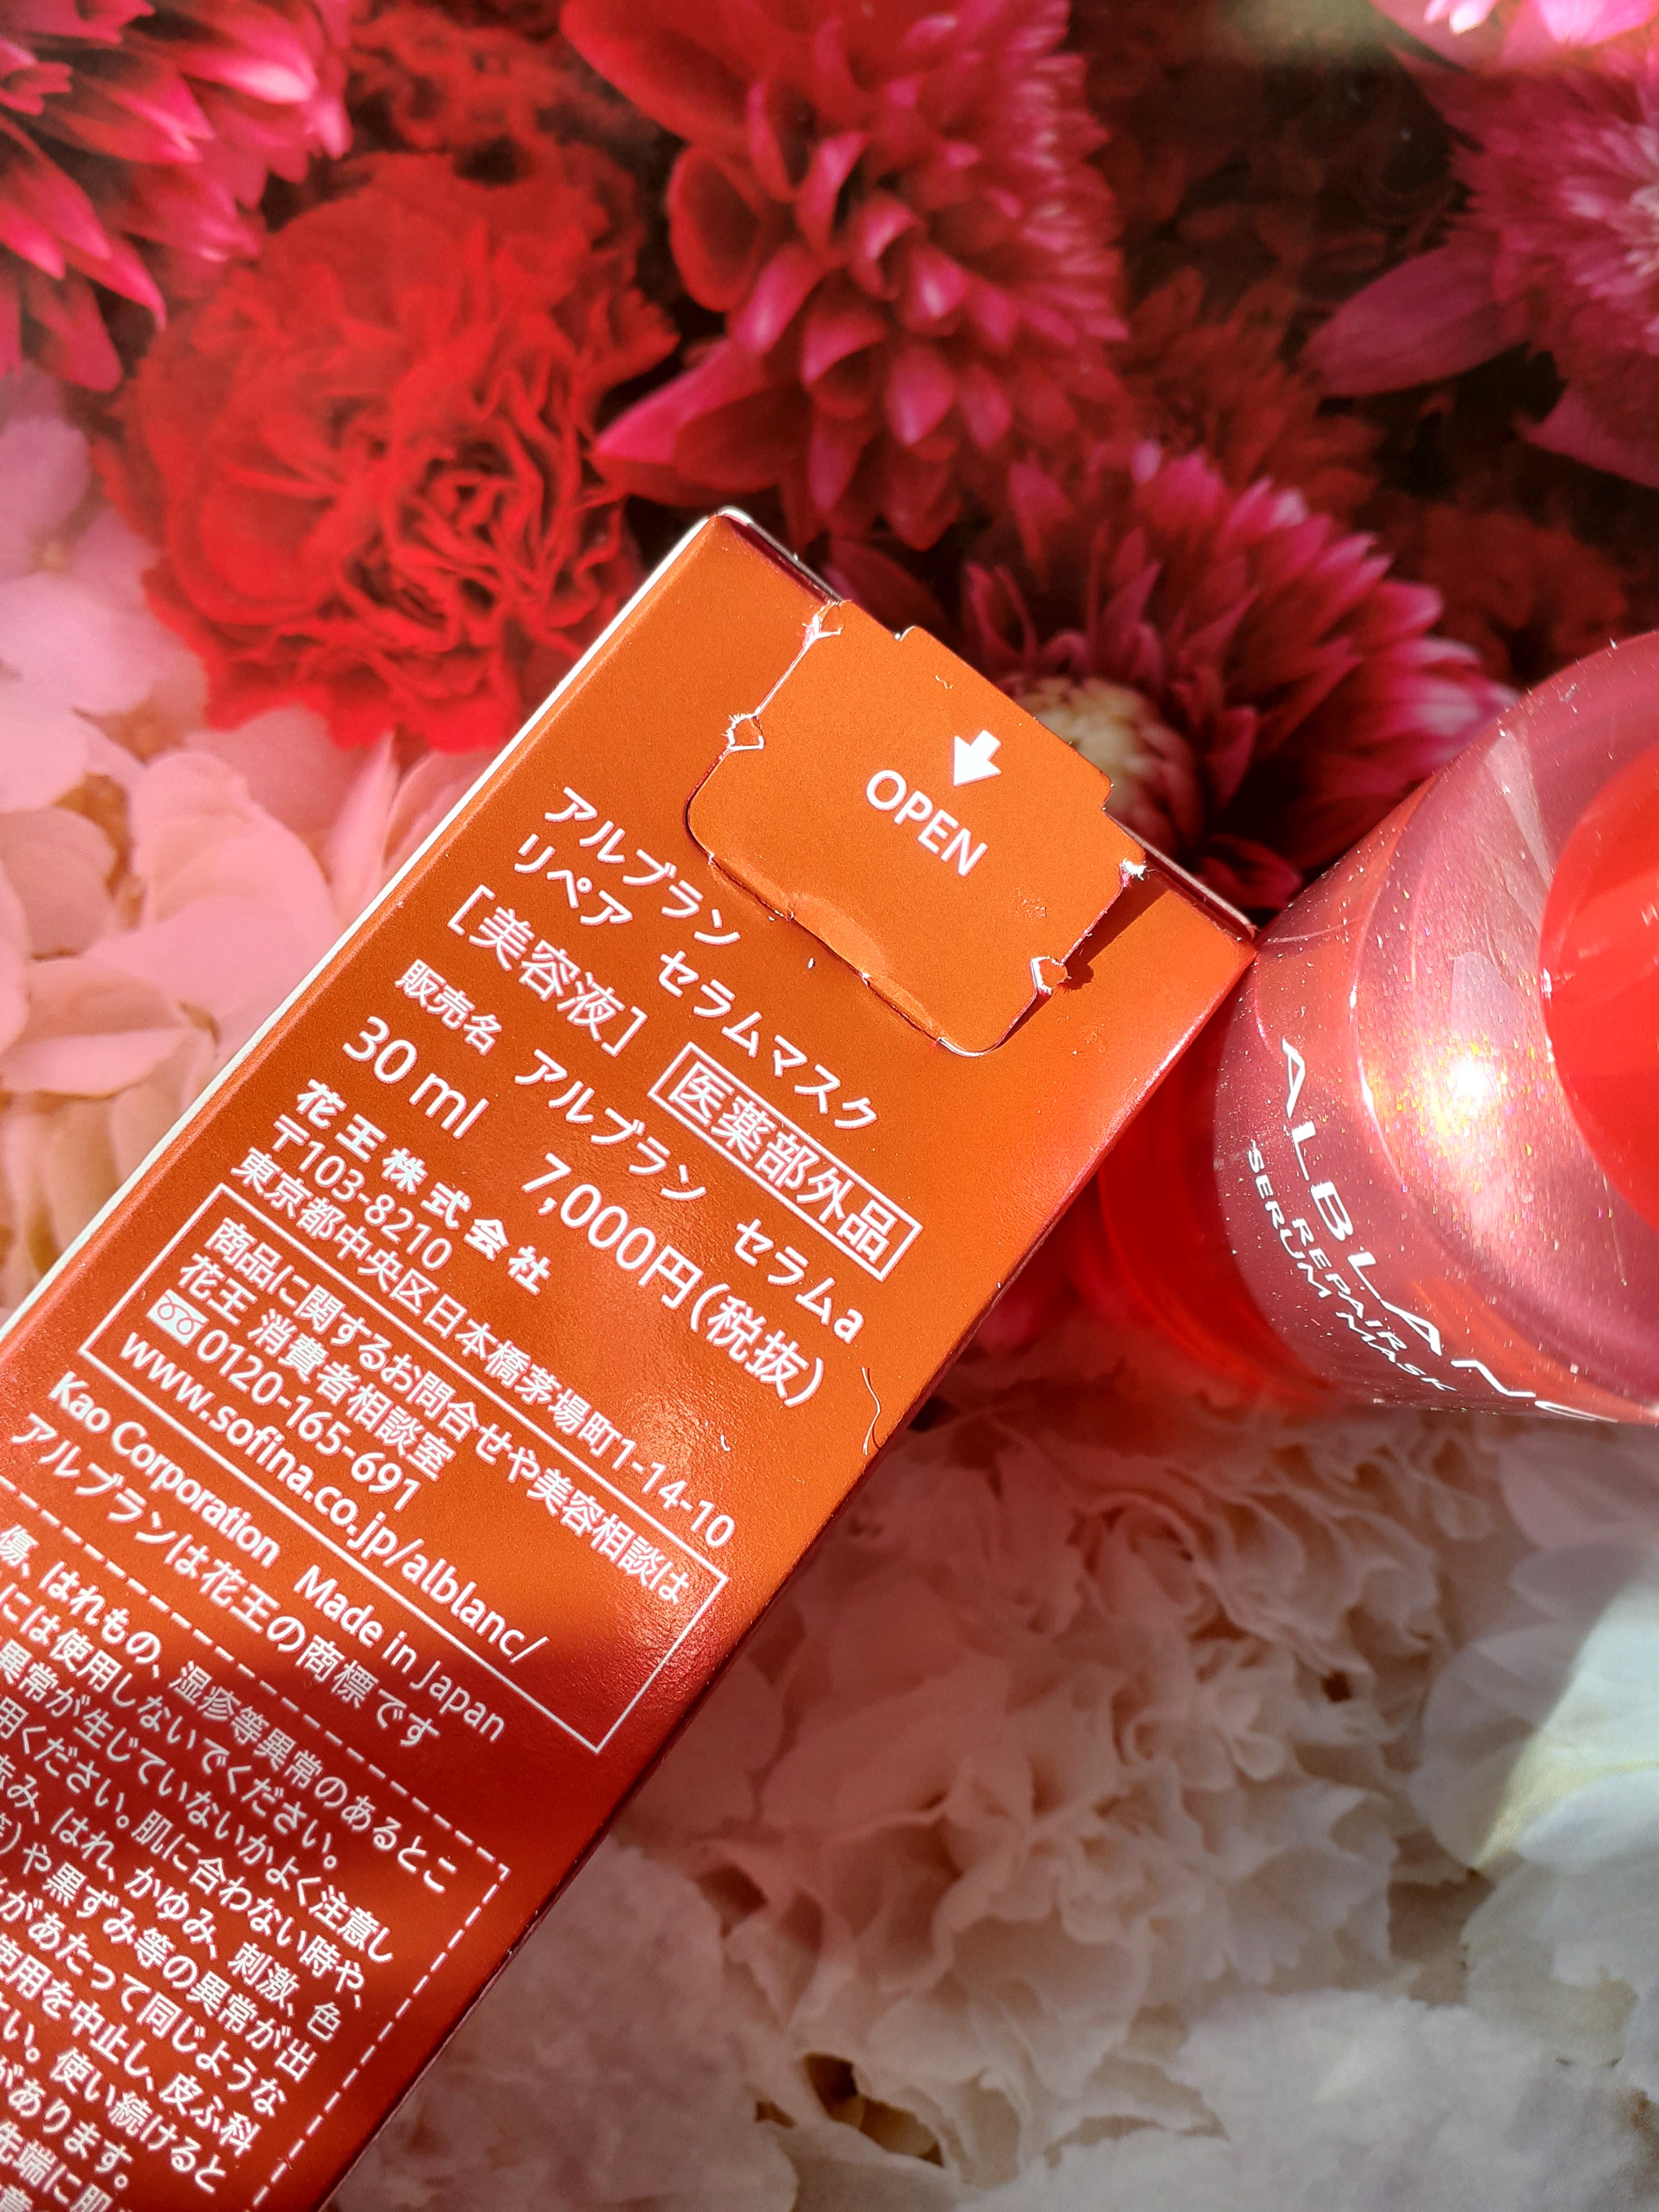 OPEN
アルブラン
リペア セラムマスク
[美容液] 医薬部外品
販売名 アルブラン セラムa
30 ml 7,000円(税抜)
花王株式会社
〒103-8210
東京都中央区日本橋茅場町1-14-10
商品に関するお問合せや美容相談は
花王 消費者相談室
0120-165-691
www.sofina.co.jp/alblanc/
Kao Corporation Made in Japan
アルブランは花王の商標です
傷、はれもの、湿疹等異常のあるとこ
には使用しないでください。
異常が生じていないかよく注意し
用ください。肌に合わない時や、
赤み、はれ、かゆみ、刺激、色
)や黒ずみ等の異常が出
があたって同じような
使用を中止し、皮ふ科
い。使い続けると
があります。
先端に肌
ALBLANC
REPAIR
SERUM MASK